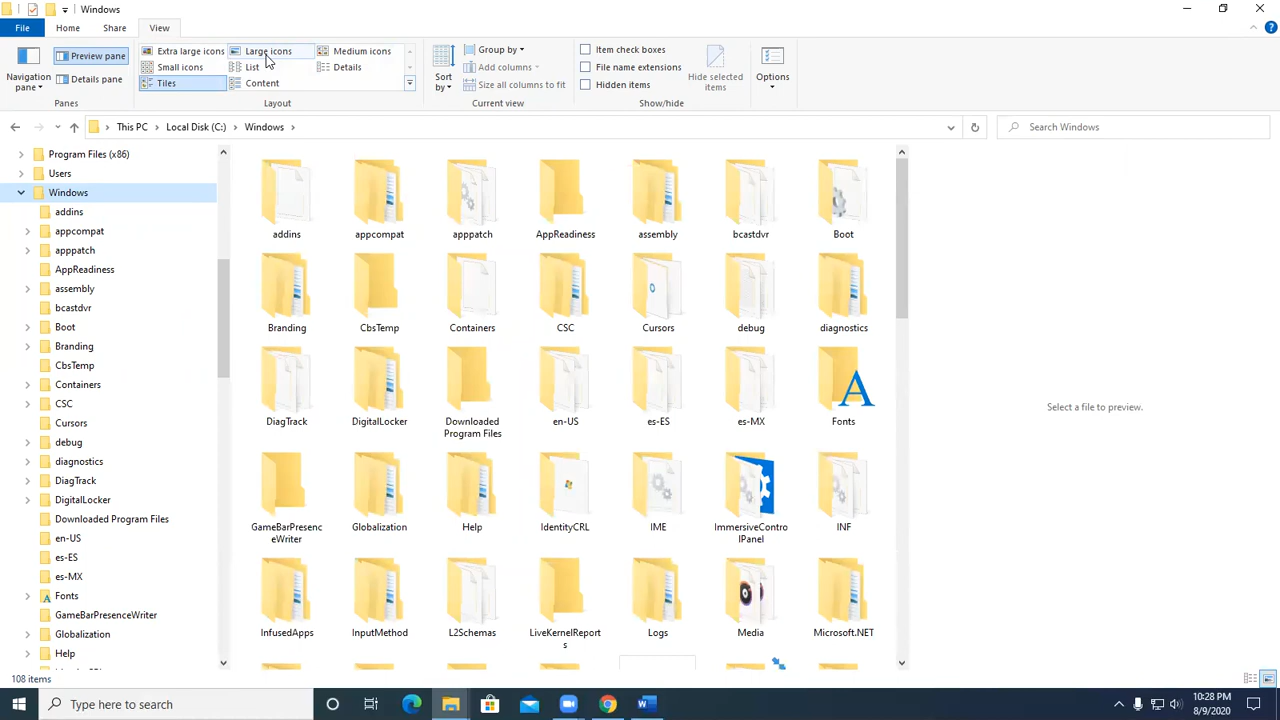 Windows
File Home Share View
Navigation pane
Preview pane
Details pane
Panes
Extra large icons Large icons Medium icons
Small icons List Details
Tiles Content
Layout
Sort by
Group by
Add columns
Size all columns to fit
Current view
Item check boxes
File name extensions
Hidden items
Hide selected items
Show/hide
Options
This PC > Local Disk (C:) > Windows >
Search Windows
Program Files (x86)
Users
Windows
addins
appcompat
apppatch
AppReadiness
assembly
bcastdvr
Boot
Branding
CbsTemp
Containers
CSC
Cursors
debug
diagnostics
DiagTrack
DigitalLocker
Downloaded Program Files
en-US
es-ES
es-MX
Fonts
GameBarPresenceWriter
Globalization
Help
addins appcompat apppatch AppReadiness assembly bcastdvr Boot
Branding CbsTemp Containers CSC Cursors debug diagnostics
DiagTrack DigitalLocker Downloaded Program Files en-US es-ES es-MX Fonts
GameBarPresenceWriter Globalization Help IdentityCRL IME ImmersiveControlPanel INF
InfusedApps InputMethod L2Schemas LiveKernelReports Logs Media Microsoft.NET
Select a file to preview.
108 items
Type here to search
10:28 PM
8/9/2020